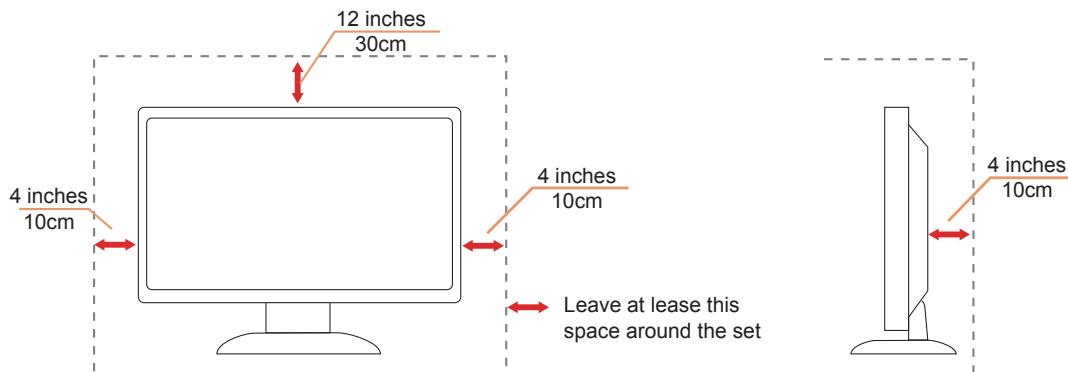 12 inches
30cm
4 inches
10cm
4 inches
10cm
4 inches
10cm
Leave at lease this
space around the set